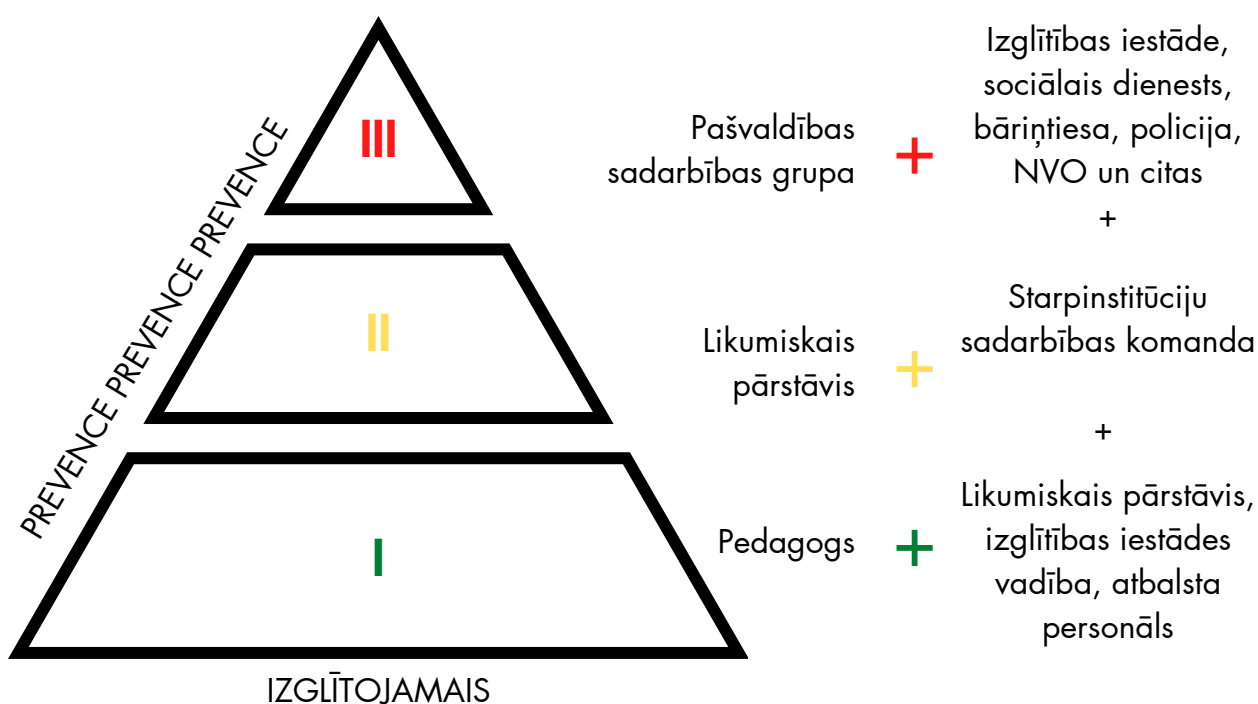 PREVENCE PREVENCE PREVENCE
III
Pašvaldības
sadarbības grupa
+
Izglītības iestāde,
sociālais dienests,
bāriņtiesa, policija,
NVO un citas
+
II
Likumiskais
pārstāvis
+
Starpinstitūciju
sadarbības komanda
+
I
Pedagogs
+
Likumiskais pārstāvis,
izglītības iestādes
vadība, atbalsta
personāls
IZGLĪTOJAMAIS